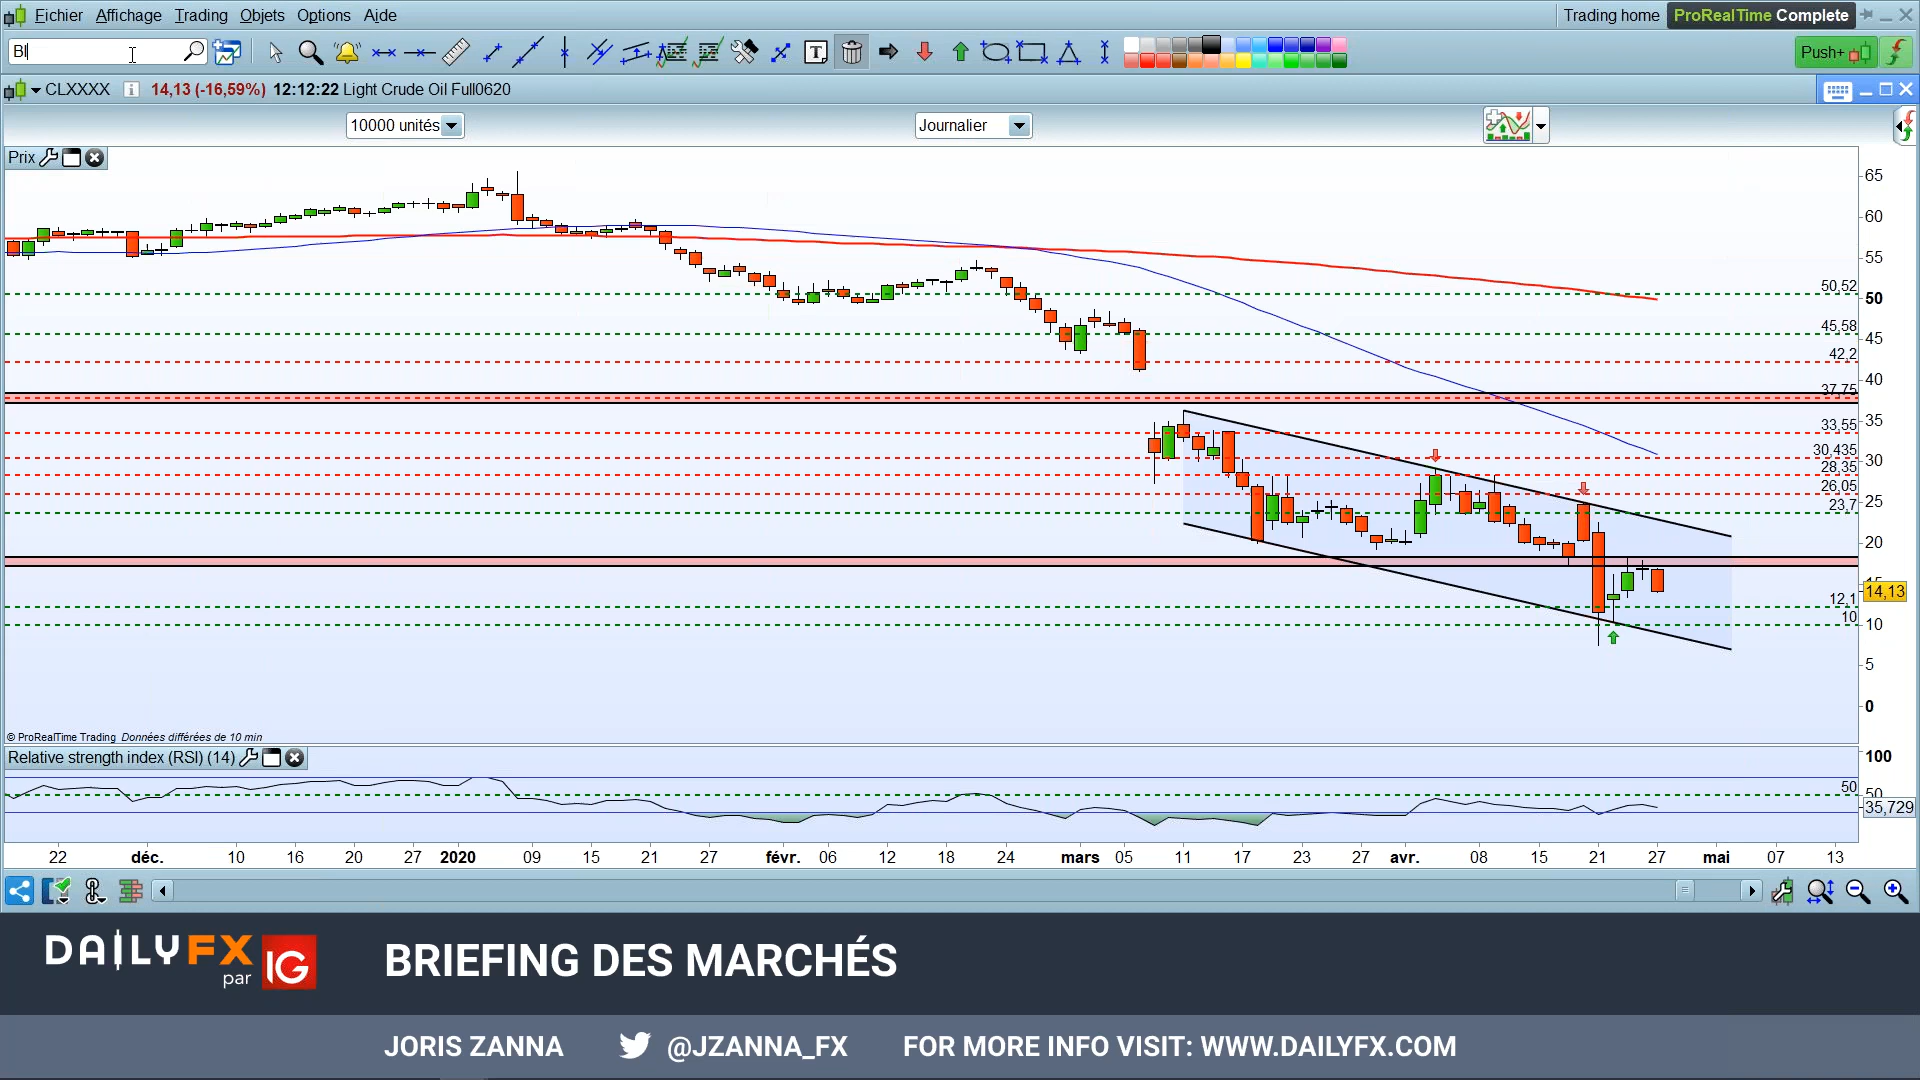 Fichier Affichage Trading Objets Options Aide Trading home ProRealTime Complete
Bl
T
Push+
CLXXXX i 14,13 (-16,59%) 12:12:22 Light Crude Oil Full0620
10000 unités Journalier
Prix
65
60
55
50,52
50
45,58
45
42,2
40
37,75
35
33,55
30,435
30
28,35
26,05
25
23,7
20
14,13
12,1
10
10
5
0
© ProRealTime Trading Données différées de 10 min
Relative strength index (RSI) (14)
100
50
50
35,729
22 déc. 10 16 20 27 2020 09 15 21 27 févr. 06 12 18 24 mars 05 11 17 23 27 avr. 08 15 21 27 mai 07 13
DAILYFX
par IG
BRIEFING DES MARCHÉS
JORIS ZANNA @JZANNA_FX FOR MORE INFO VISIT: WWW.DAILYFX.COM